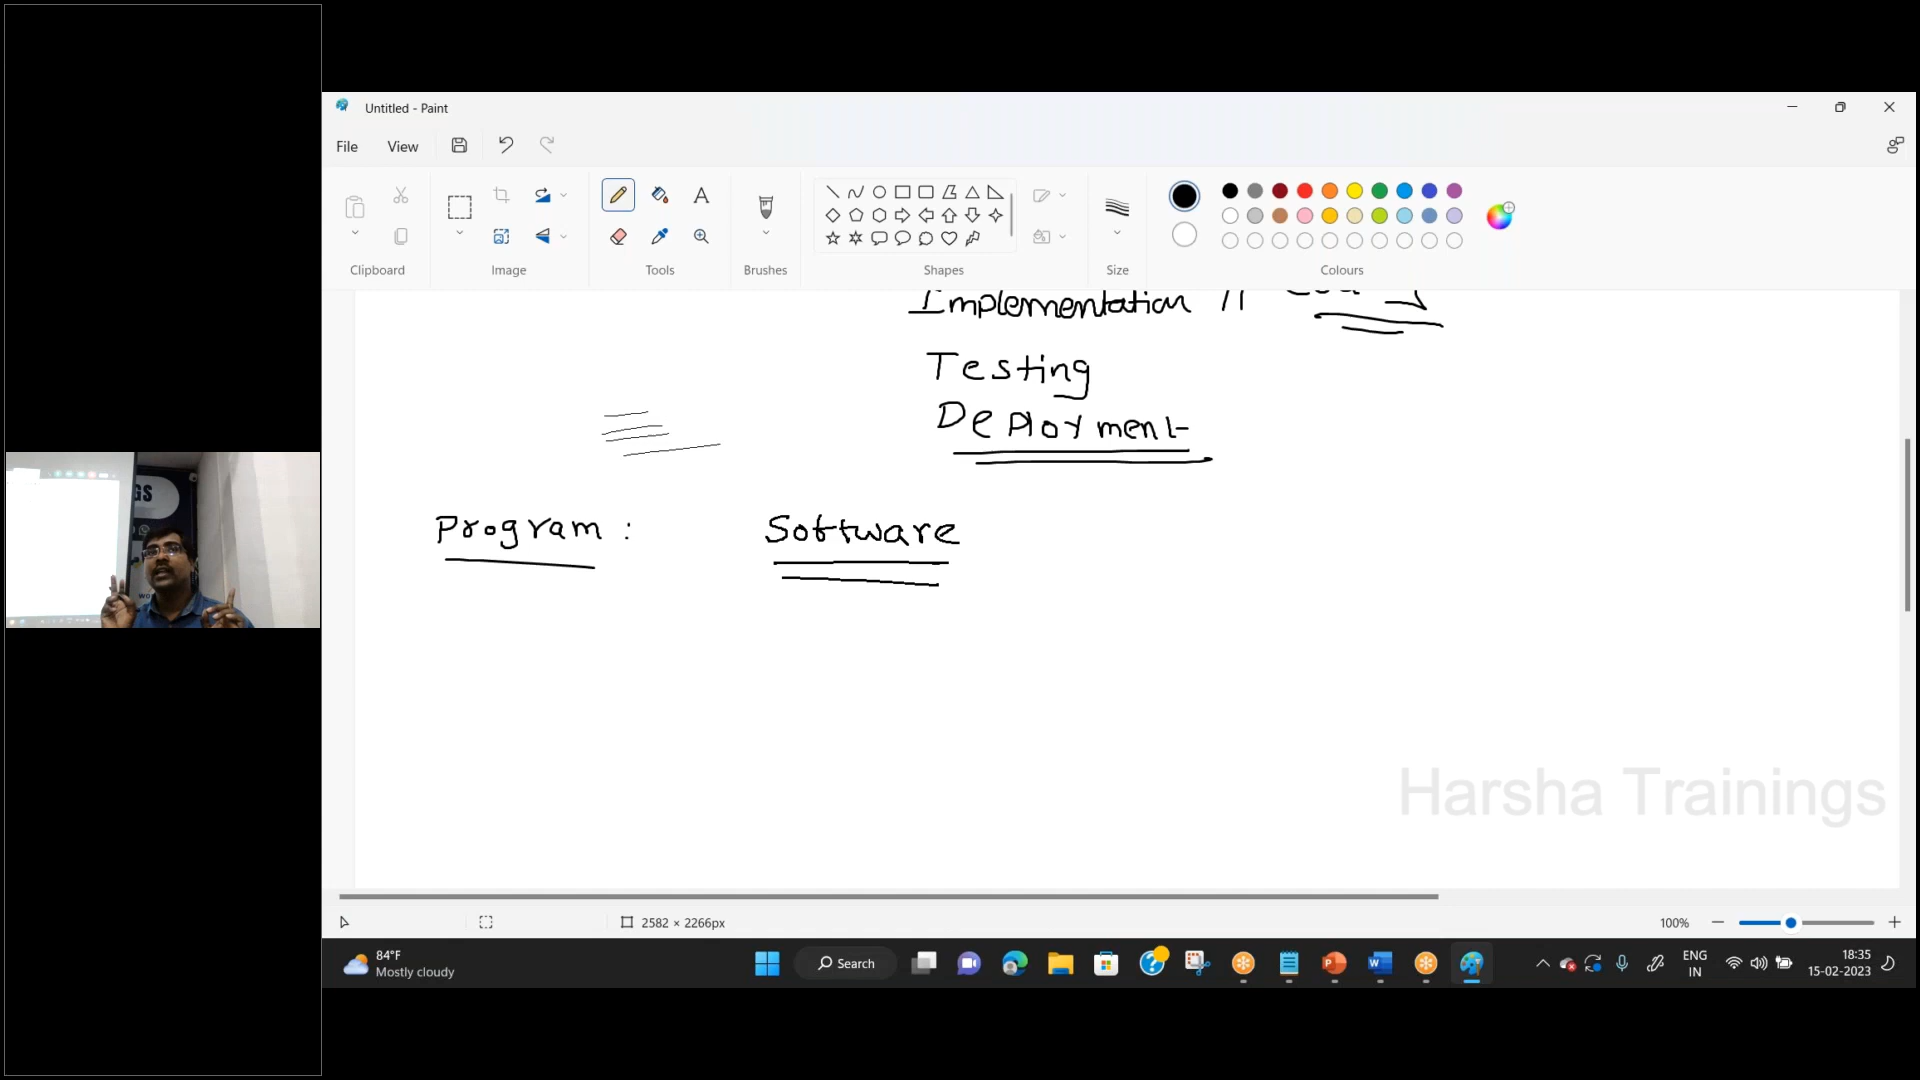 Untitled - Paint
File View
Clipboard Image Tools Brushes Shapes Size Colours
Implementation //
Testing
Deployment
Program : Software
GS
Harsha Trainings
2582 × 2266px 100%
84°F
Mostly cloudy
Search
ENG
IN
18:35
15-02-2023